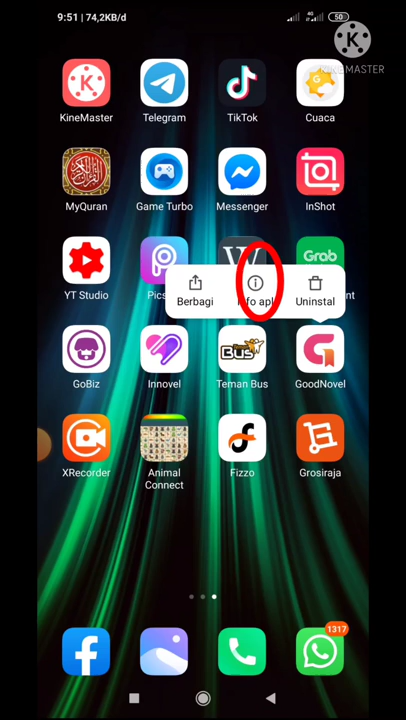 9:51 | 74,2KB/d
4G
50
KINEMASTER
KineMaster
Telegram
TikTok
Cuaca
MyQuran
Game Turbo
Messenger
InShot
W
Grab
YT Studio
Berbagi
Info apl
Uninstal
GoBiz
Innovel
Teman Bus
BUS
GoodNovel
XRecorder
Animal
Connect
Fizzo
Grosiraja
1317